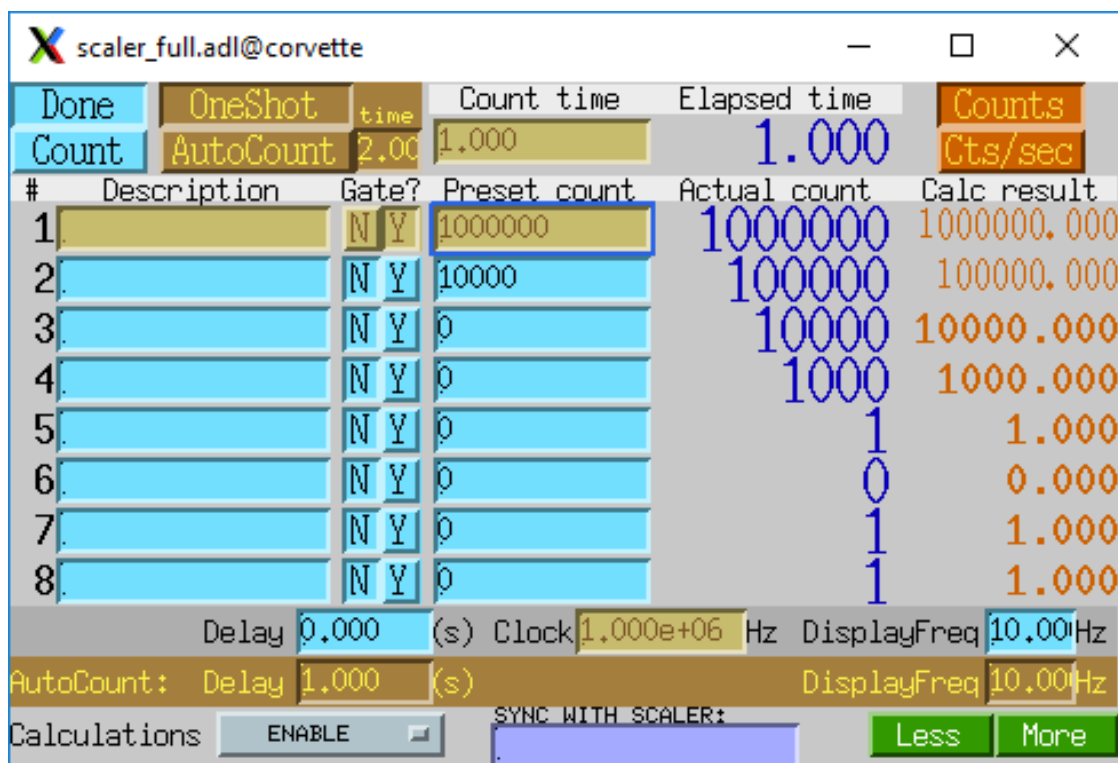 scaler_full.adl@corvette
Done OneShot time Count time Elapsed time Counts
Count AutoCount 2.00 1.000 1.000 Cts/sec
# Description Gate? Preset count Actual count Calc result
1 N Y 1000000 1000000 1000000.000
2 N Y 10000 100000 100000.000
3 N Y 0 10000 10000.000
4 N Y 0 1000 1000.000
5 N Y 0 1 1.000
6 N Y 0 0 0.000
7 N Y 0 1 1.000
8 N Y 0 1 1.000
Delay 0.000 (s) Clock 1.000e+06 Hz DisplayFreq 10.00 Hz
AutoCount: Delay 1.000 (s) DisplayFreq 10.00 Hz
SYNC WITH SCALER:
Calculations ENABLE Less More